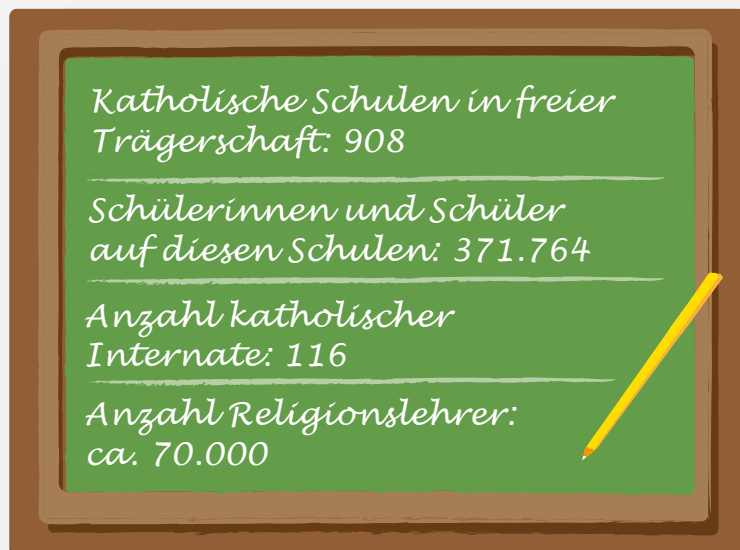 Katholische Schulen in freier
Trägerschaft: 908
Schülerinnen und Schüler
auf diesen Schulen: 371.764
Anzahl katholischer
Internate: 116
Anzahl Religionslehrer:
ca. 70.000